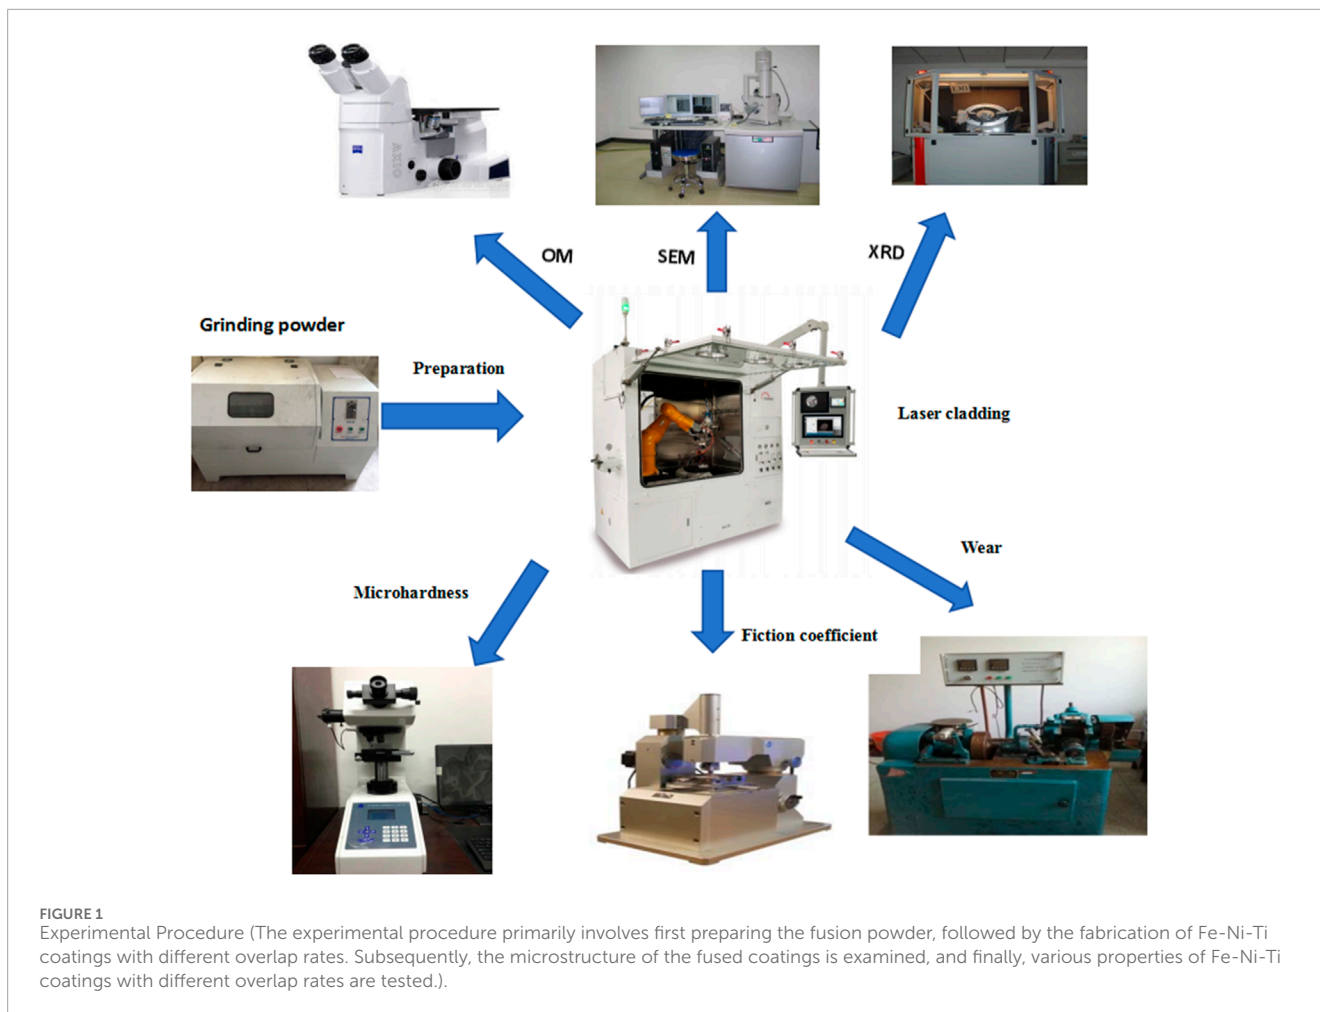 AXIO
OM
SEM
XRD
Grinding powder
Preparation
Laser cladding
Wear
Microhardness
Fiction coefficient
FIGURE 1
Experimental Procedure (The experimental procedure primarily involves first preparing the fusion powder, followed by the fabrication of Fe-Ni-Ti
coatings with different overlap rates. Subsequently, the microstructure of the fused coatings is examined, and finally, various properties of Fe-Ni-Ti
coatings with different overlap rates are tested.).